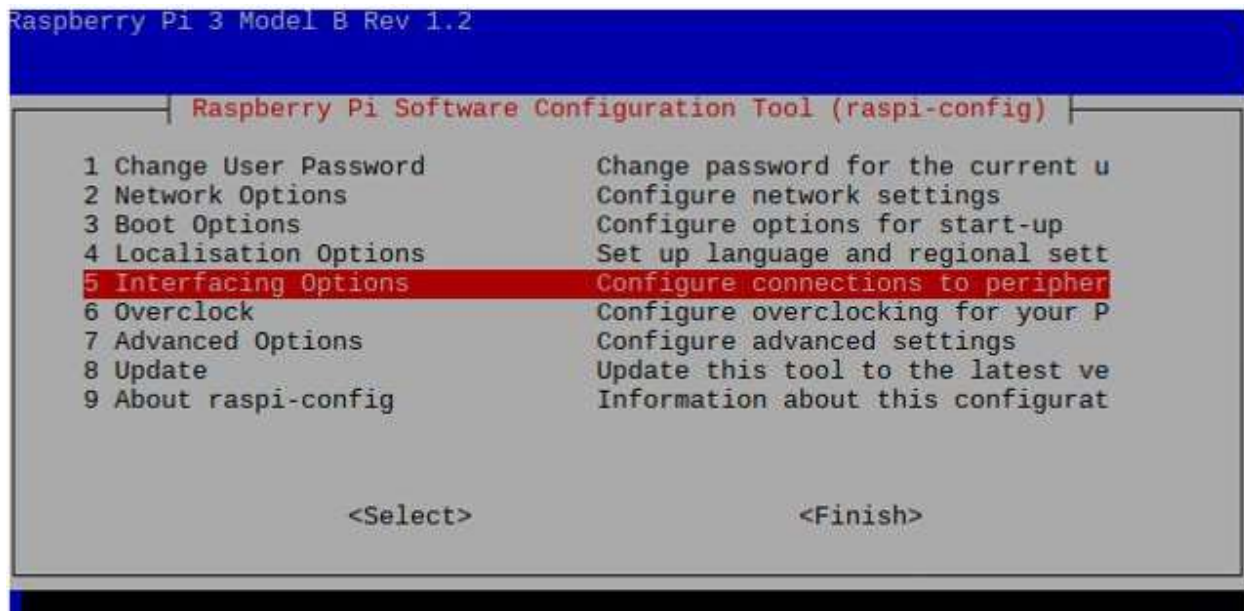 Raspberry Pi 3 Model B Rev 1.2
Raspberry Pi Software Configuration Tool (raspi-config)
1 Change User Password Change password for the current u
2 Network Options Configure network settings
3 Boot Options Configure options for start-up
4 Localisation Options Set up language and regional sett
5 Interfacing Options Configure connections to peripher
6 Overclock Configure overclocking for your P
7 Advanced Options Configure advanced settings
8 Update Update this tool to the latest ve
9 About raspi-config Information about this configurat
<Select> <Finish>